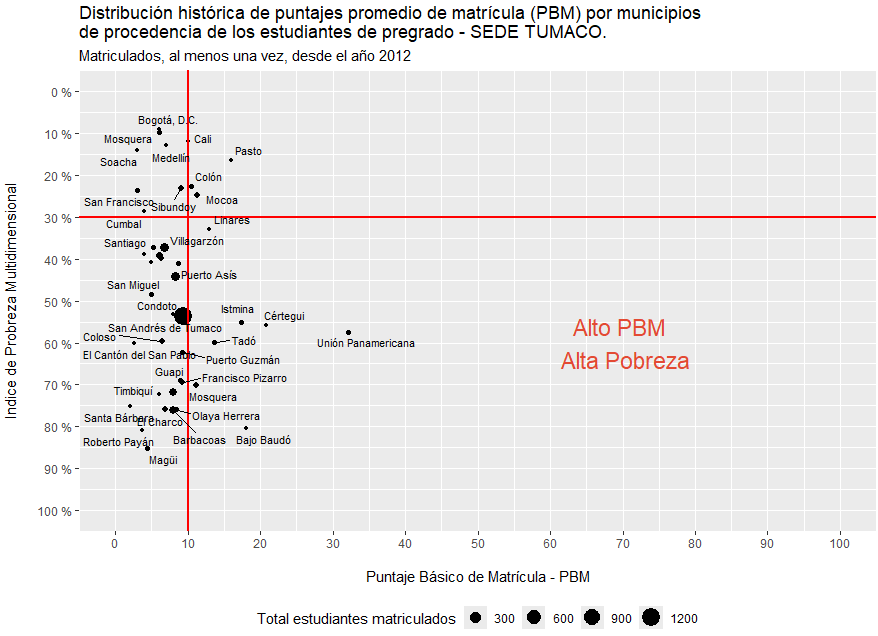 Distribución histórica de puntajes promedio de matrícula (PBM) por municipios
de procedencia de los estudiantes de pregrado - SEDE TUMACO.
Matriculados, al menos una vez, desde el año 2012
Indice de Probreza Multidimensional
0 %
10 %
20 %
30 %
40 %
50 %
60 %
70 %
80 %
90 %
100 %
Bogotá, D.C.
Mosquera
Cali
Soacha
Medellín
Pasto
Colón
San Francisco
Sibundoy
Mocoa
Cumbal
Linares
Santiago
Villagarzón
Puerto Asís
San Miguel
Condoto
Istmina
Cértegui
San Andrés de Tumaco
Coloso
Tadó
Unión Panamericana
El Cantón del San Pablo
Puerto Guzmán
Guapi
Francisco Pizarro
Timbiquí
Mosquera
Santa Bárbara
El Charco
Olaya Herrera
Roberto Payán
Barbacoas
Bajo Baudó
Magüi
Alto PBM
Alta Pobreza
0 10 20 30 40 50 60 70 80 90 100
Puntaje Básico de Matrícula - PBM
Total estudiantes matriculados 300 600 900 1200